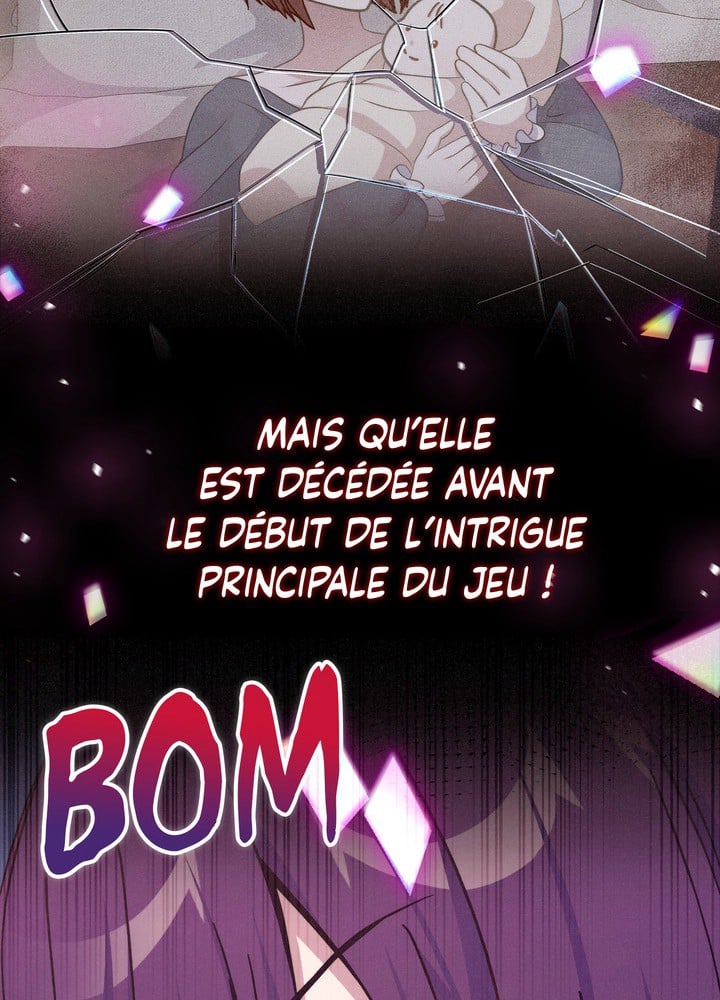 MAIS QU'ELLE
EST DÉCÉDÉE AVANT
LE DÉBUT DE L'INTRIGUE
PRINCIPALE DU JEU !
BOM